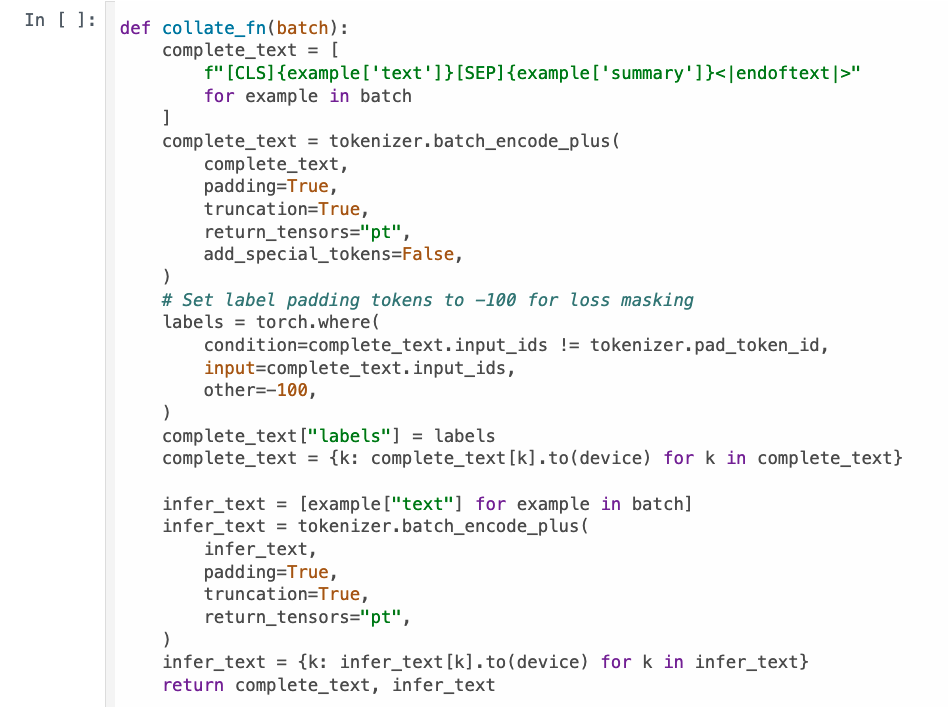 In [ ]:
def collate_fn(batch):
    complete_text = [
        f"[CLS]{example['text']}[SEP]{example['summary']}<|endoftext|>"
        for example in batch
    ]
    complete_text = tokenizer.batch_encode_plus(
        complete_text,
        padding=True,
        truncation=True,
        return_tensors="pt",
        add_special_tokens=False,
    )
    # Set label padding tokens to -100 for loss masking
    labels = torch.where(
        condition=complete_text.input_ids != tokenizer.pad_token_id,
        input=complete_text.input_ids,
        other=-100,
    )
    complete_text["labels"] = labels
    complete_text = {k: complete_text[k].to(device) for k in complete_text}

    infer_text = [example["text"] for example in batch]
    infer_text = tokenizer.batch_encode_plus(
        infer_text,
        padding=True,
        truncation=True,
        return_tensors="pt",
    )
    infer_text = {k: infer_text[k].to(device) for k in infer_text}
    return complete_text, infer_text